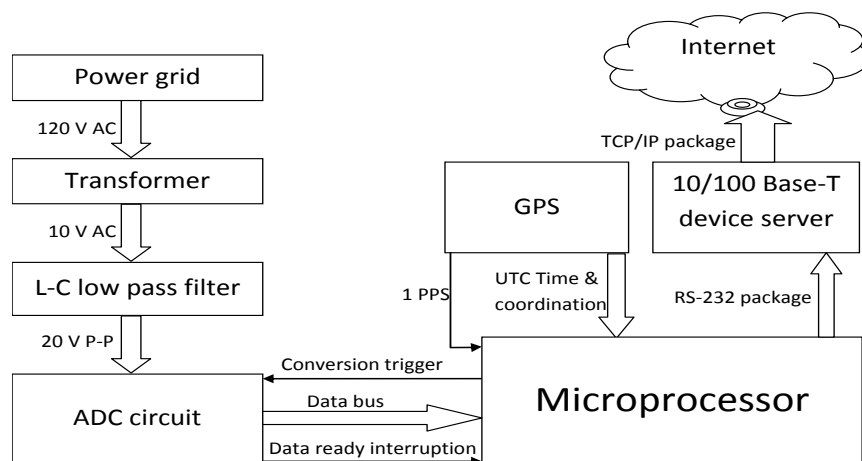 Internet
Power grid
120 V AC
TCP/IP package
Transformer
GPS
10/100 Base-T
device server
10 V AC
L-C low pass filter
1 PPS
UTC Time &
coordination
RS-232 package
20 V P-P
Conversion trigger
Microprocessor
ADC circuit
Data bus
Data ready interruption